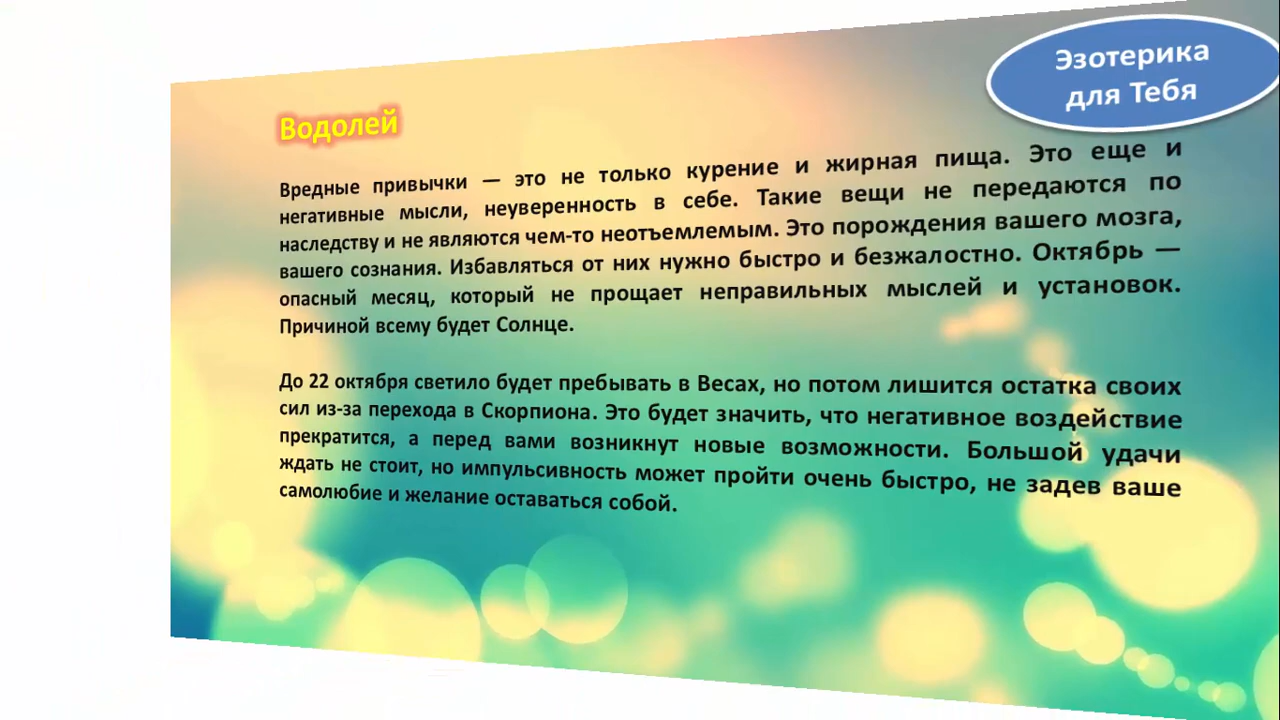 Эзотерика
для Тебя
Водолей
Вредные привычки — это не только курение и жирная пища. Это еще и
негативные мысли, неуверенность в себе. Такие вещи не передаются по
наследству и не являются чем-то неотъемлемым. Это порождения вашего мозга,
вашего сознания. Избавляться от них нужно быстро и безжалостно. Октябрь —
опасный месяц, который не прощает неправильных мыслей и установок.
Причиной всему будет Солнце.
До 22 октября светило будет пребывать в Весах, но потом лишится остатка своих
сил из-за перехода в Скорпиона. Это будет значить, что негативное воздействие
прекратится, а перед вами возникнут новые возможности. Большой удачи
ждать не стоит, но импульсивность может пройти очень быстро, не задев ваше
самолюбие и желание оставаться собой.